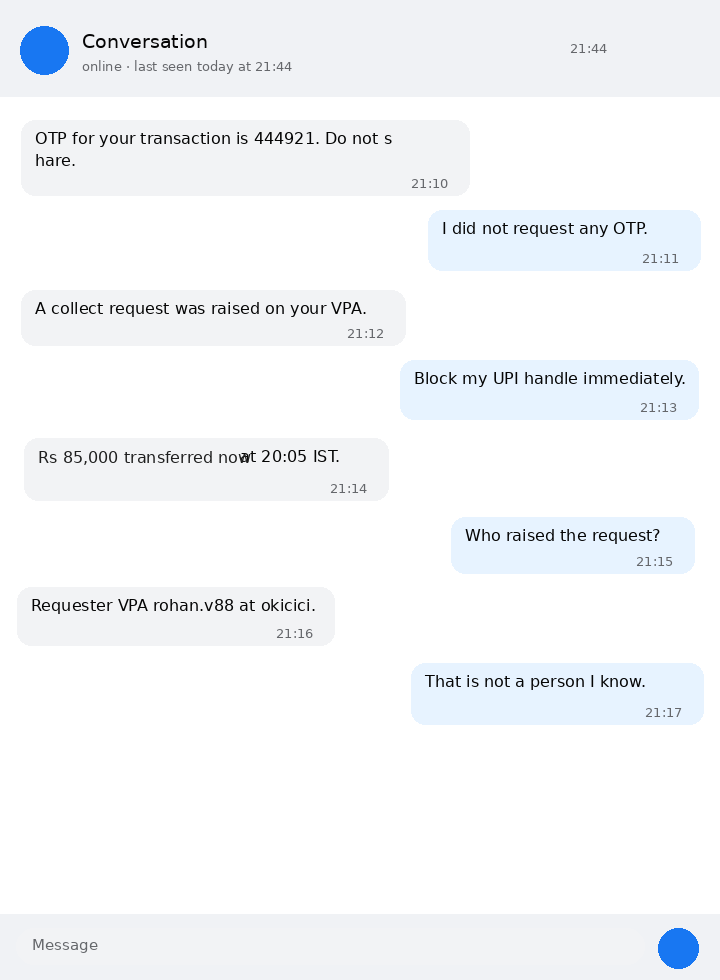 Conversation
online · last seen today at 21:44
21:44
OTP for your transaction is 444921. Do not s
hare.
21:10
I did not request any OTP.
21:11
A collect request was raised on your VPA.
21:12
Block my UPI handle immediately.
21:13
Rs 85,000 transferred now at 20:05 IST.
21:14
Who raised the request?
21:15
Requester VPA rohan.v88 at okicici.
21:16
That is not a person I know.
21:17
Message